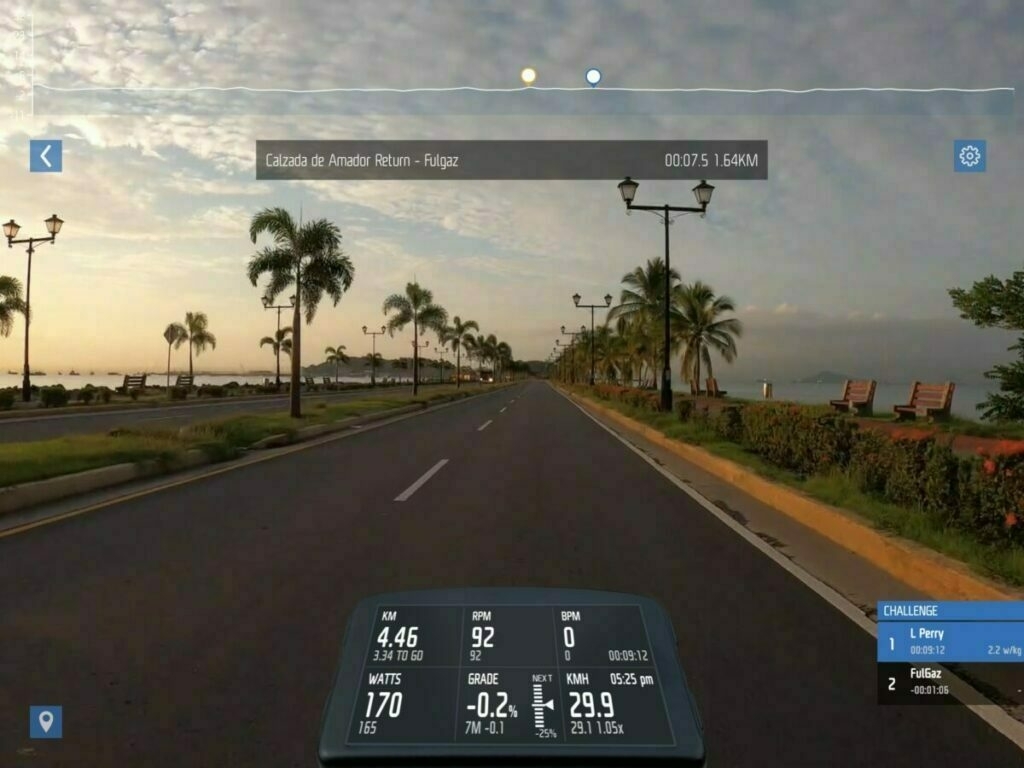 Calzada de Amador Return - Fulgaz
00:07.5 1.64KM
KM
4.46
3.34 TO GO
RPM
92
92
BPM
0
0
00:09:12
WATTS
170
165
GRADE
-0.2%
7M -0.1
NEXT
-25%
KMH
05:25 pm
29.9
29.1 1.05x
CHALLENGE
1 L Perry
00:09:12 2.2 w/kg
2 FulGaz
-00:01:06 -